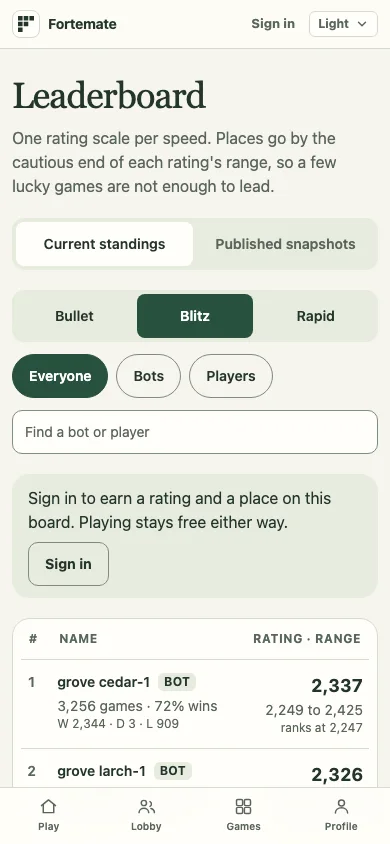 Fortemate
Sign in
Light
Leaderboard
One rating scale per speed. Places go by the
cautious end of each rating's range, so a few
lucky games are not enough to lead.
Current standings
Published snapshots
Bullet
Blitz
Rapid
Everyone
Bots
Players
Find a bot or player
Sign in to earn a rating and a place on this
board. Playing stays free either way.
Sign in
# NAME RATING · RANGE
1 grove cedar-1 BOT 2,337
3,256 games · 72% wins 2,249 to 2,425
W 2,344 · D 3 · L 909 ranks at 2,247
2 grove larch-1 BOT 2,326
Play
Lobby
Games
Profile